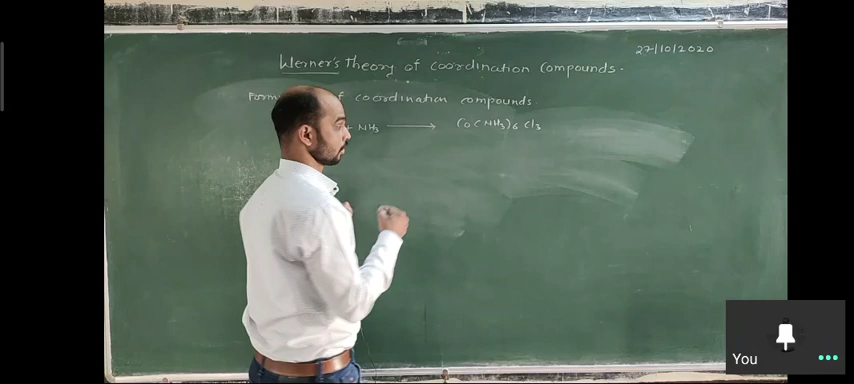 27/10/2020
Werner's theory of coordination compounds.
of coordination compounds.
+ NH3 ⟶ Co(NH3)6 Cl3
You